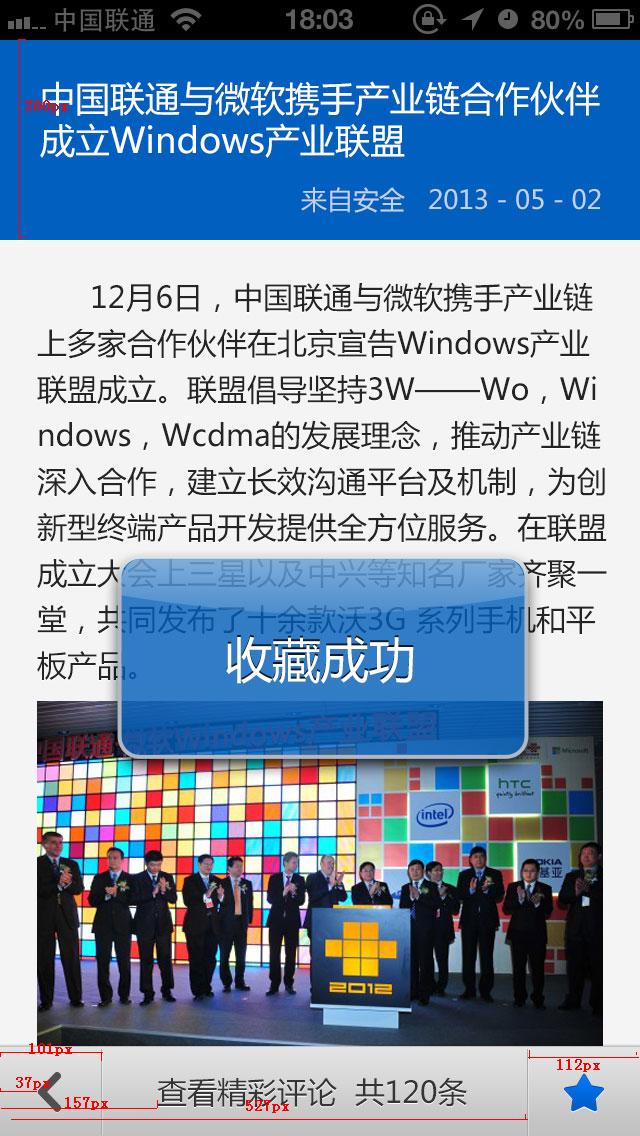 中国联通 18:03 80%
200px
中国联通与微软携手产业链合作伙伴
成立Windows产业联盟
来自安全 2013 - 05 - 02
12月6日，中国联通与微软携手产业链
上多家合作伙伴在北京宣告Windows产业
联盟成立。联盟倡导坚持3W——Wo，Wi
ndows，Wcdma的发展理念，推动产业链
深入合作，建立长效沟通平台及机制，为创
新型终端产品开发提供全方位服务。在联盟
成立大会上三星以及中兴等知名厂家齐聚一
堂，共同发布了十余款沃3G 系列手机和平
板产品。
收藏成功
国联通 微软Windows产业联盟
Microsoft
hTC
quietly brilliant
intel
NOKIA
基亚
2012
101px
112px
37px
查看精彩评论 共120条
157px
527px